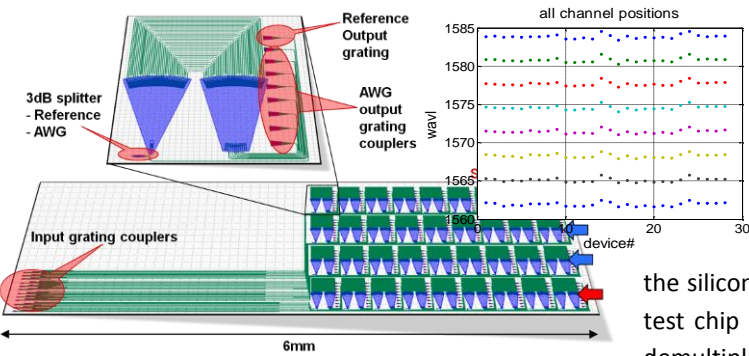 Reference
Output
grating
3dB splitter
- Reference
- AWG
AWG
output
grating
couplers
Input grating couplers
6mm
all channel positions
wavl
1585
1580
1575
1570
1565
1560
0
10
20
30
device#
the silicon
test chip